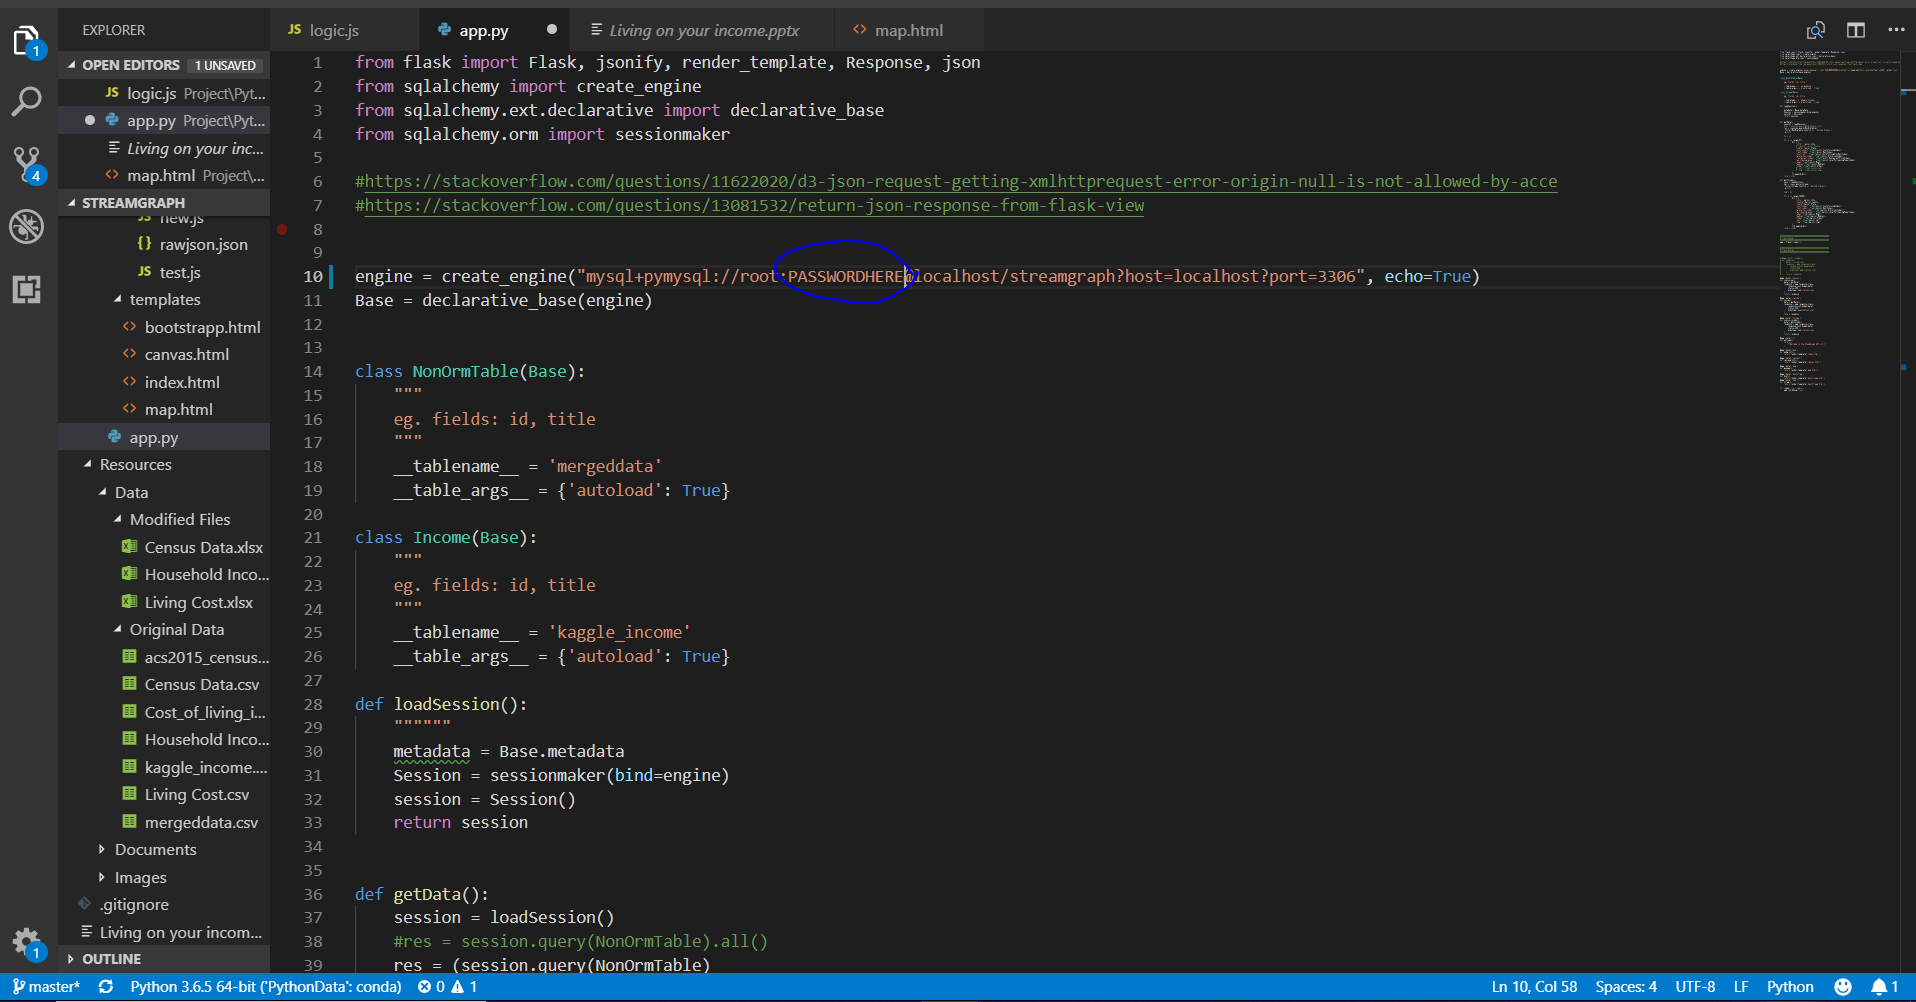 EXPLORER
JS logic.js
app.py
Living on your income.pptx
<> map.html
OPEN EDITORS 1 UNSAVED
JS logic.js Project\Pyt...
app.py Project\Pyt...
Living on your inc...
<> map.html Project\...
STREAMGRAPH
JS new.js
{} rawjson.json
JS test.js
templates
<> bootstrapp.html
<> canvas.html
<> index.html
<> map.html
app.py
Resources
Data
Modified Files
Census Data.xlsx
Household Inco...
Living Cost.xlsx
Original Data
acs2015_census...
Census Data.csv
Cost_of_living_i...
Household Inco...
kaggle_income....
Living Cost.csv
mergeddata.csv
Documents
Images
.gitignore
Living on your incom...
OUTLINE
1
4
1
1 from flask import Flask, jsonify, render_template, Response, json
2 from sqlalchemy import create_engine
3 from sqlalchemy.ext.declarative import declarative_base
4 from sqlalchemy.orm import sessionmaker
5
6 #https://stackoverflow.com/questions/11622020/d3-json-request-getting-xmlhttprequest-error-origin-null-is-not-allowed-by-acce
7 #https://stackoverflow.com/questions/13081532/return-json-response-from-flask-view
8
9
10 engine = create_engine("mysql+pymysql://root:PASSWORDHERE@localhost/streamgraph?host=localhost?port=3306", echo=True)
11 Base = declarative_base(engine)
12
13
14 class NonOrmTable(Base):
15 """
16 eg. fields: id, title
17 """
18 __tablename__ = 'mergeddata'
19 __table_args__ = {'autoload': True}
20
21 class Income(Base):
22 """
23 eg. fields: id, title
24 """
25 __tablename__ = 'kaggle_income'
26 __table_args__ = {'autoload': True}
27
28 def loadSession():
29 """"""
30 metadata = Base.metadata
31 Session = sessionmaker(bind=engine)
32 session = Session()
33 return session
34
35
36 def getData():
37 session = loadSession()
38 #res = session.query(NonOrmTable).all()
39 res = (session.query(NonOrmTable)
master* Python 3.6.5 64-bit ('PythonData': conda) 0 1 Ln 10, Col 58 Spaces: 4 UTF-8 LF Python 1